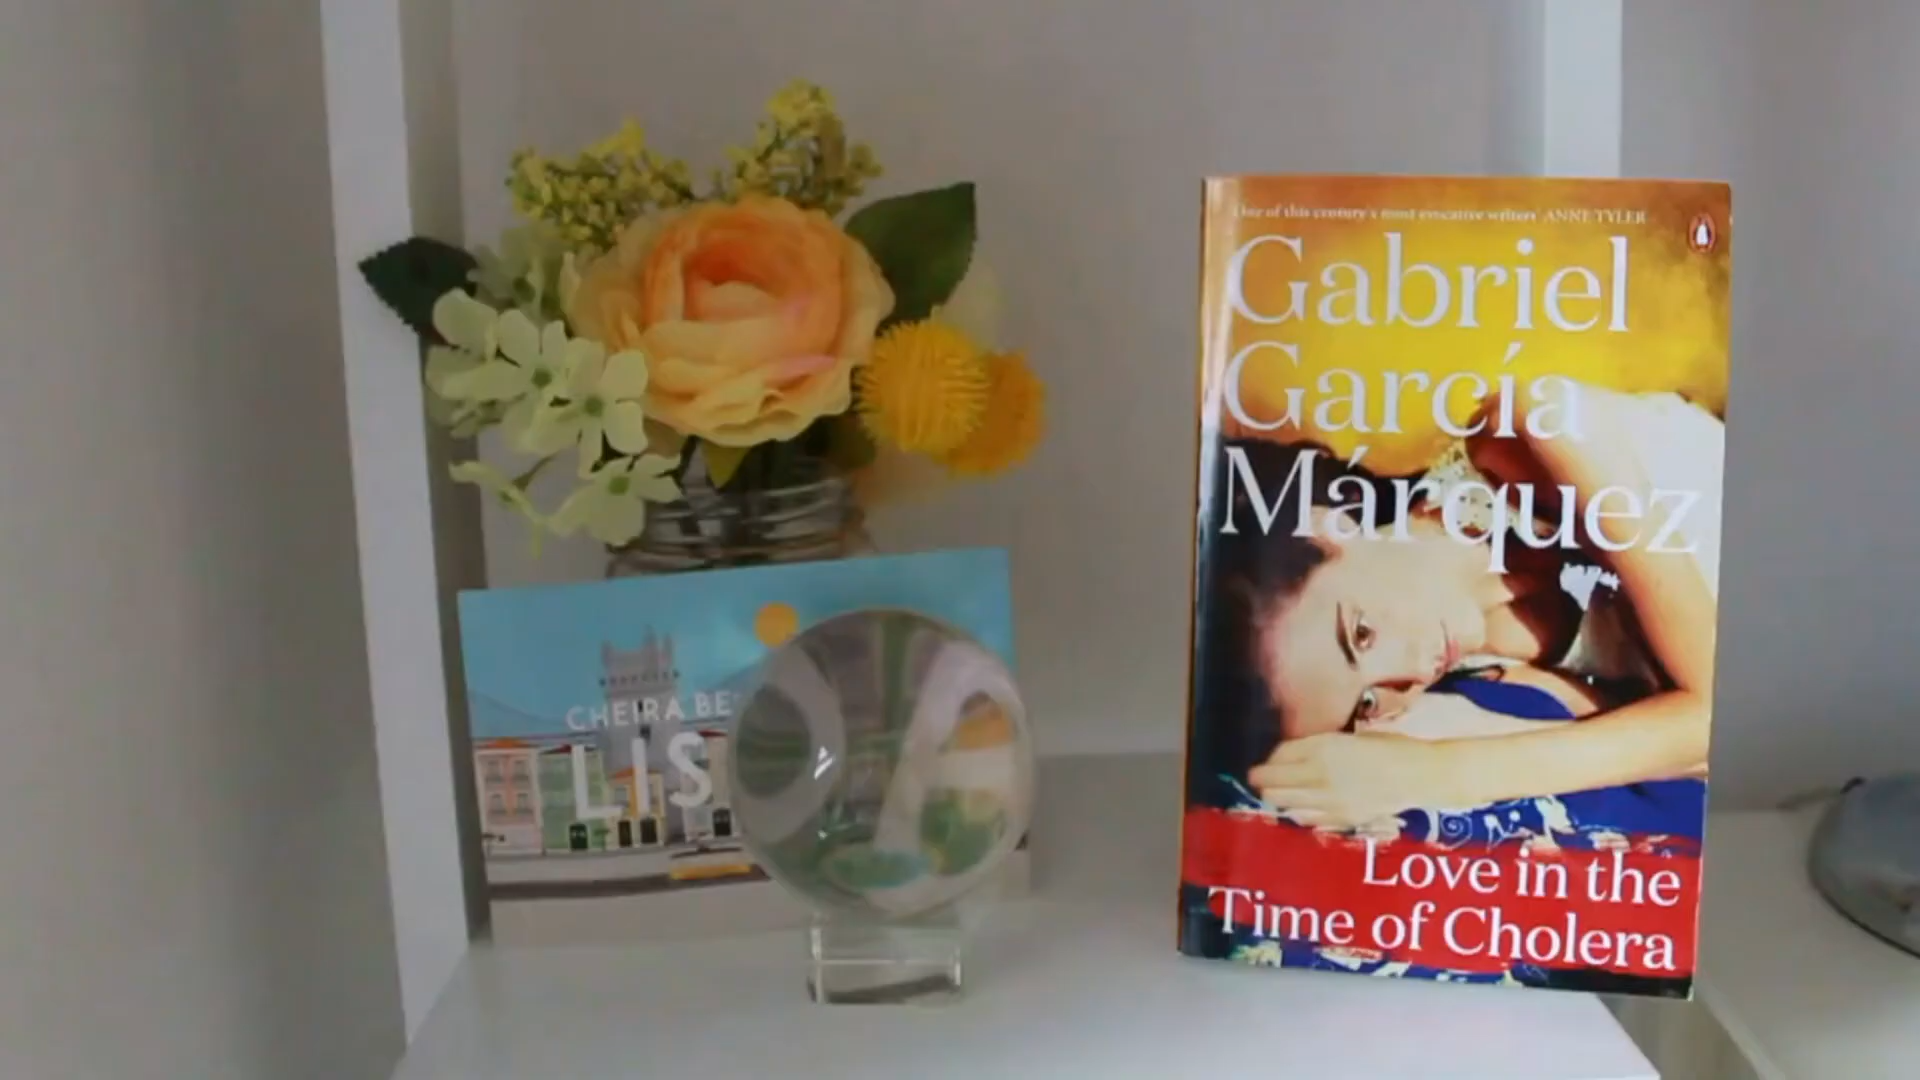 One of this century's most evocative writers' ANNE TYLER
Gabriel
García
Márquez
Love in the
Time of Cholera
CHEIRA
LIS